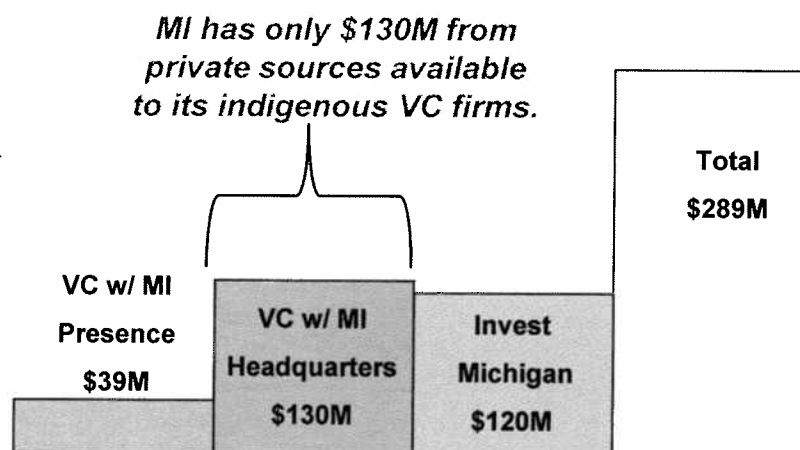 MI has only $130M from
private sources available
to its indigenous VC firms.
Total
$289M
VC w/ MI
Presence
$39M
VC w/ MI
Headquarters
$130M
Invest
Michigan
$120M